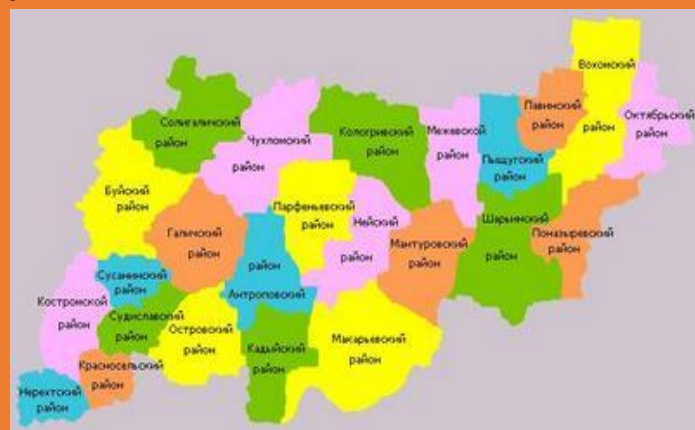 Вохомский
район
Павинский
район
Октябрьский
район
Солигаличский
район
Чухломский
район
Кологривский
район
Межевской
район
Пыщугский
район
Буйский
район
Парфеньевский
район
Нейский
район
Шарьинский
район
Поназыревский
район
Галичский
район
Мантуровский
район
Сусанинский
район
район
Антроповский
Костромской
район
Судиславский
район
Островский
район
Кадыйский
район
Макарьевский
район
Красносельский
район
Нерехтский
район